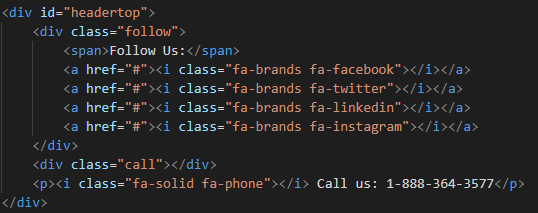 <div id="headertop">
    <div class="follow">
        <span>Follow Us:</span>
        <a href="#"><i class="fa-brands fa-facebook"></i></a>
        <a href="#"><i class="fa-brands fa-twitter"></i></a>
        <a href="#"><i class="fa-brands fa-linkedin"></i></a>
        <a href="#"><i class="fa-brands fa-instagram"></i></a>
    </div>
    <div class="call"></div>
    <p><i class="fa-solid fa-phone"></i> Call us: 1-888-364-3577</p>
</div>